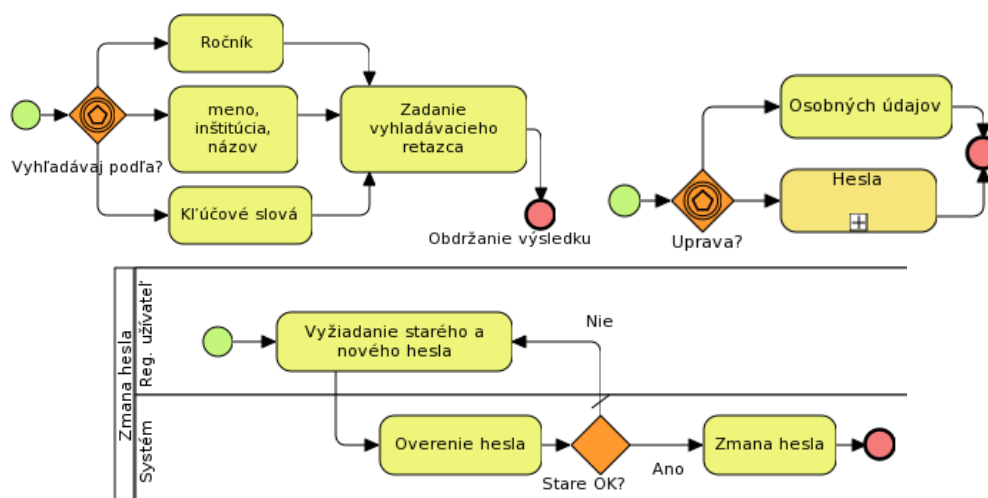 Ročník
meno,
inštitúcia,
názov
Vyhľadávaj podľa?
Kľúčové slová
Zadanie
vyhladávacieho
retazca
Obdržanie výsledku
Osobných údajov
Hesla
Uprava?
Zmana hesla
Reg. užívateľ
Vyžiadanie starého a
nového hesla
Nie
Systém
Overenie hesla
Stare OK?
Ano
Zmana hesla